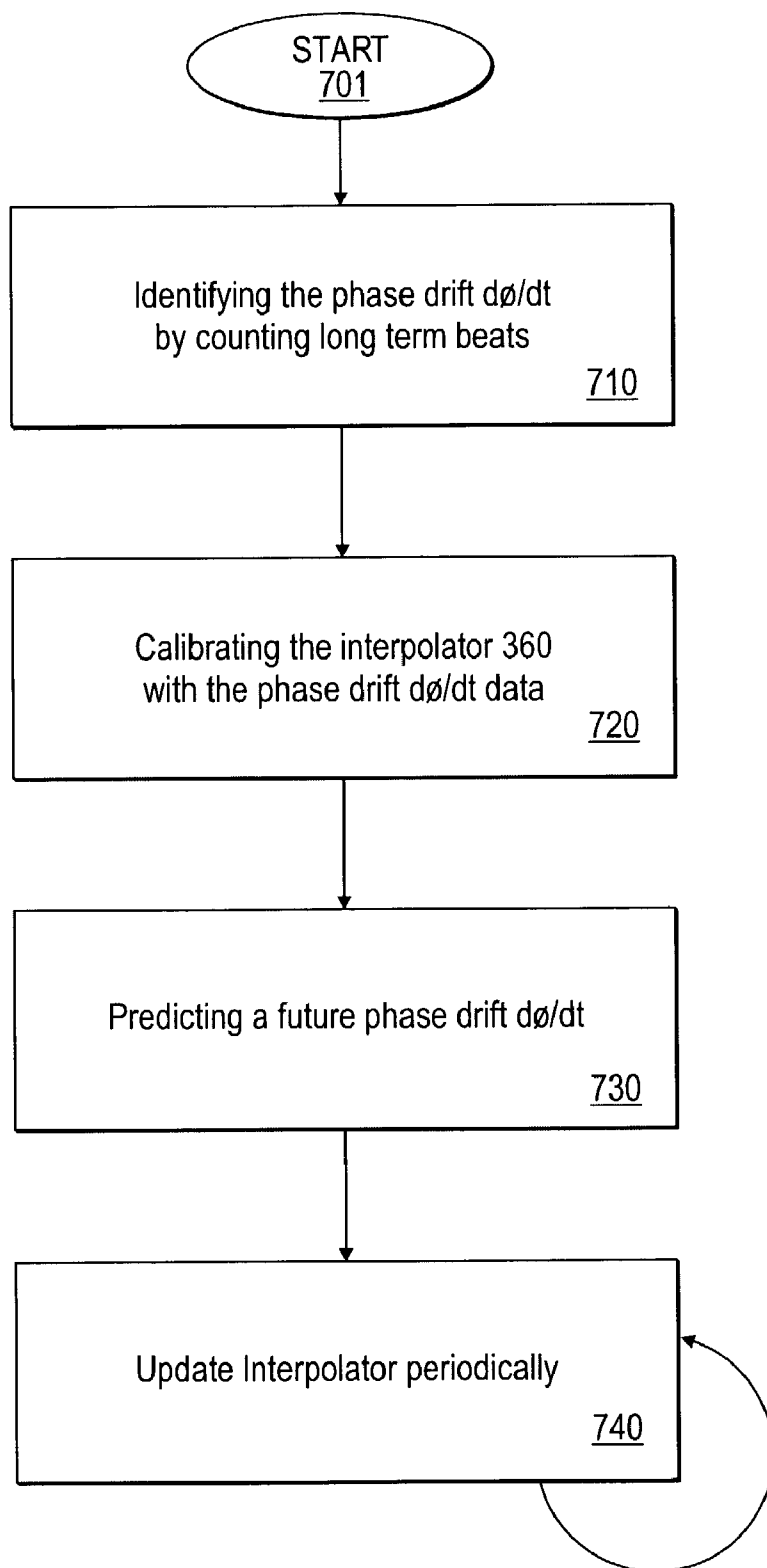 START
701
Identifying the phase drift dø/dt
by counting long term beats
710
Calibrating the interpolator 360
with the phase drift dø/dt data
720
Predicting a future phase drift dø/dt
730
Update Interpolator periodically
740